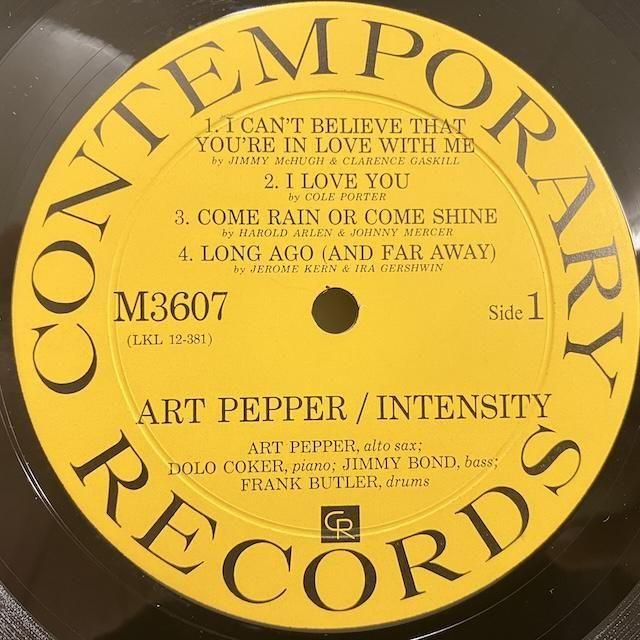 CONTEMPORARY
1. I CAN'T BELIEVE THAT
YOU'RE IN LOVE WITH ME
by JIMMY McHUGH & CLARENCE GASKILL
2. I LOVE YOU
by COLE PORTER
3. COME RAIN OR COME SHINE
by HAROLD ARLEN & JOHNNY MERCER
4. LONG AGO (AND FAR AWAY)
by JEROME KERN & IRA GERSHWIN
M3607
Side 1
(LKL 12-381)
ART PEPPER / INTENSITY
ART PEPPER, alto sax;
DOLO COKER, piano; JIMMY BOND, bass;
FRANK BUTLER, drums
CR
RECORDS